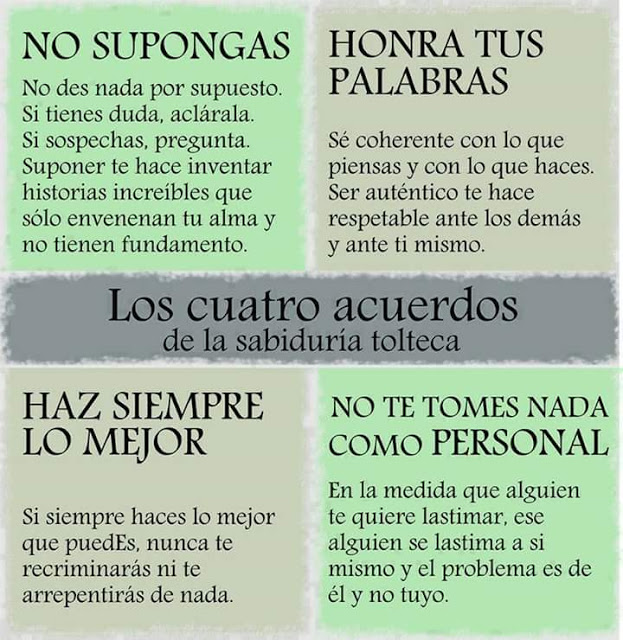 NO SUPONGAS
No des nada por supuesto.
Si tienes duda, aclárala.
Si sospechas, pregunta.
Suponer te hace inventar
historias increíbles que
sólo envenenan tu alma y
no tienen fundamento.
HONRA TUS
PALABRAS
Sé coherente con lo que
piensas y con lo que haces.
Ser auténtico te hace
respetable ante los demás
y ante ti mismo.
Los cuatro acuerdos
de la sabiduría tolteca
HAZ SIEMPRE
LO MEJOR
Si siempre haces lo mejor
que puedEs, nunca te
recriminarás ni te
arrepentirás de nada.
NO TE TOMES NADA
COMO PERSONAL
En la medida que alguien
te quiere lastimar, ese
alguien se lastima a si
mismo y el problema es de
él y no tuyo.